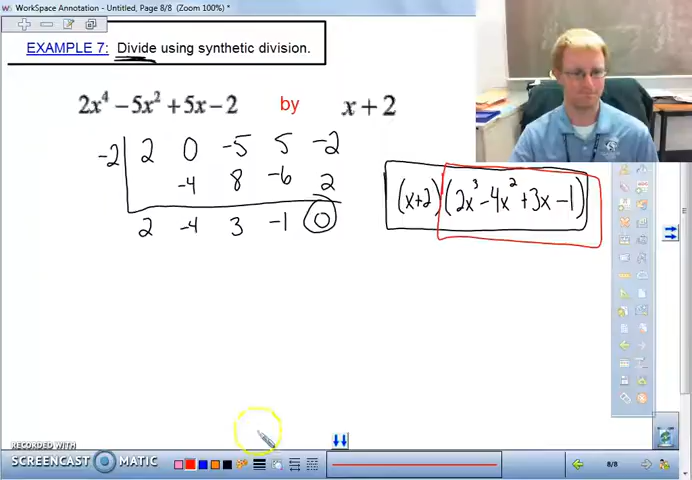 WorkSpace Annotation - Untitled, Page 8/8 (Zoom 100%) *
EXAMPLE 7: Divide using synthetic division.
2x⁴ − 5x² + 5x − 2 by x + 2
-2 2 0 -5 5 -2
-4 8 -6 2
2 -4 3 -1 0
(x+2)(2x³-4x²+3x-1)
RECORDED WITH
SCREENCAST MATIC
8/8